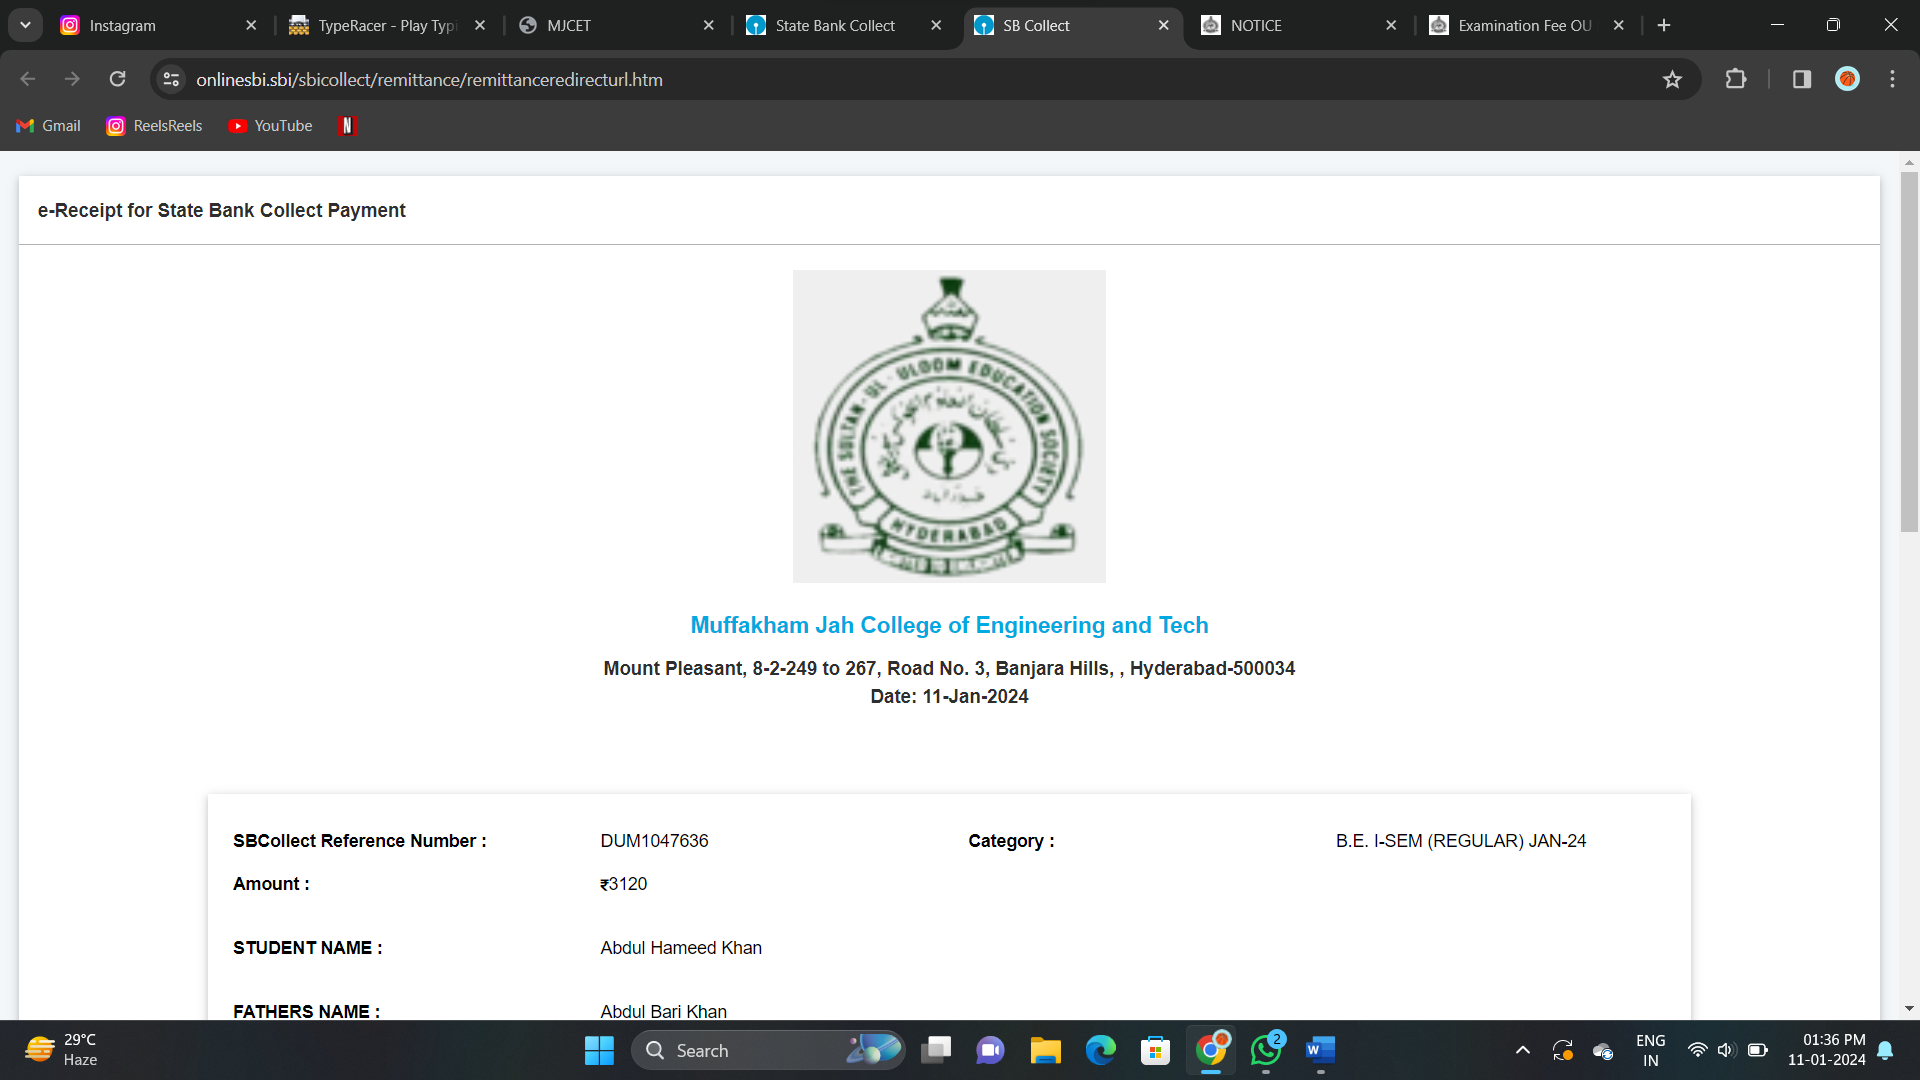 Instagram
TypeRacer - Play Typi
MJCET
State Bank Collect
SB Collect
NOTICE
Examination Fee OU
onlinesbi.sbi/sbicollect/remittance/remittanceredirecturl.htm
Gmail
ReelsReels
YouTube
N
e-Receipt for State Bank Collect Payment
THE SULTAN-UL-ULOOM EDUCATION SOCIETY
HYDERABAD
Muffakham Jah College of Engineering and Tech
Mount Pleasant, 8-2-249 to 267, Road No. 3, Banjara Hills, , Hyderabad-500034
Date: 11-Jan-2024
SBCollect Reference Number : DUM1047636 Category : B.E. I-SEM (REGULAR) JAN-24
Amount : ₹3120
STUDENT NAME : Abdul Hameed Khan
FATHERS NAME : Abdul Bari Khan
29°C
Haze
Search
2
W
ENG
IN
01:36 PM
11-01-2024